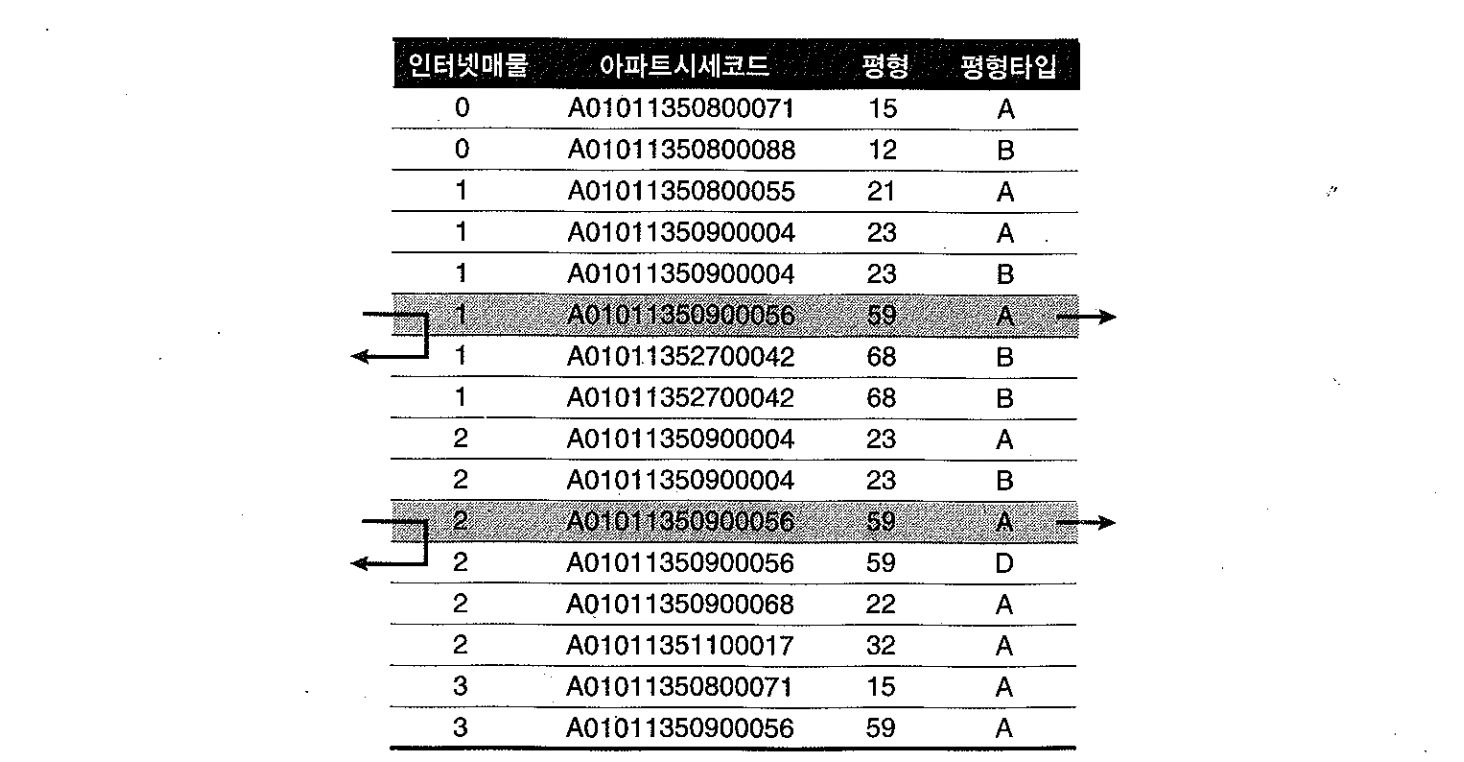 인터넷매물 아파트시세코드 평형 평형타입
0 A01011350800071 15 A
0 A01011350800088 12 B
1 A01011350800055 21 A
1 A01011350900004 23 A
1 A01011350900004 23 B
1 A01011350900056 59 A
1 A01011352700042 68 B
1 A01011352700042 68 B
2 A01011350900004 23 A
2 A01011350900004 23 B
2 A01011350900056 59 A
2 A01011350900056 59 D
2 A01011350900068 22 A
2 A01011351100017 32 A
3 A01011350800071 15 A
3 A01011350900056 59 A